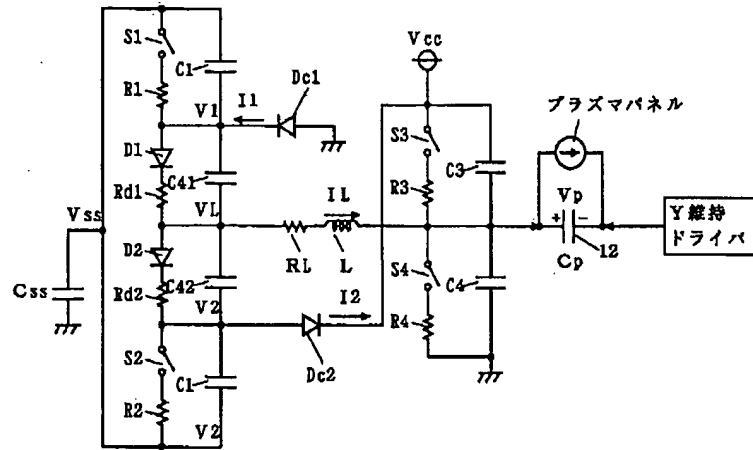 S1
C1
R1
V1
I1
Dc1
D1
Rd1
C41
Vss
VL
IL
RL
L
D2
Rd2
C42
Css
V2
I2
Dc2
S2
C1
R2
V2
Vcc
S3
C3
R3
S4
C4
R4
プラズマパネル
Vp
+
−
12
Cp
Y維持
ドライバ